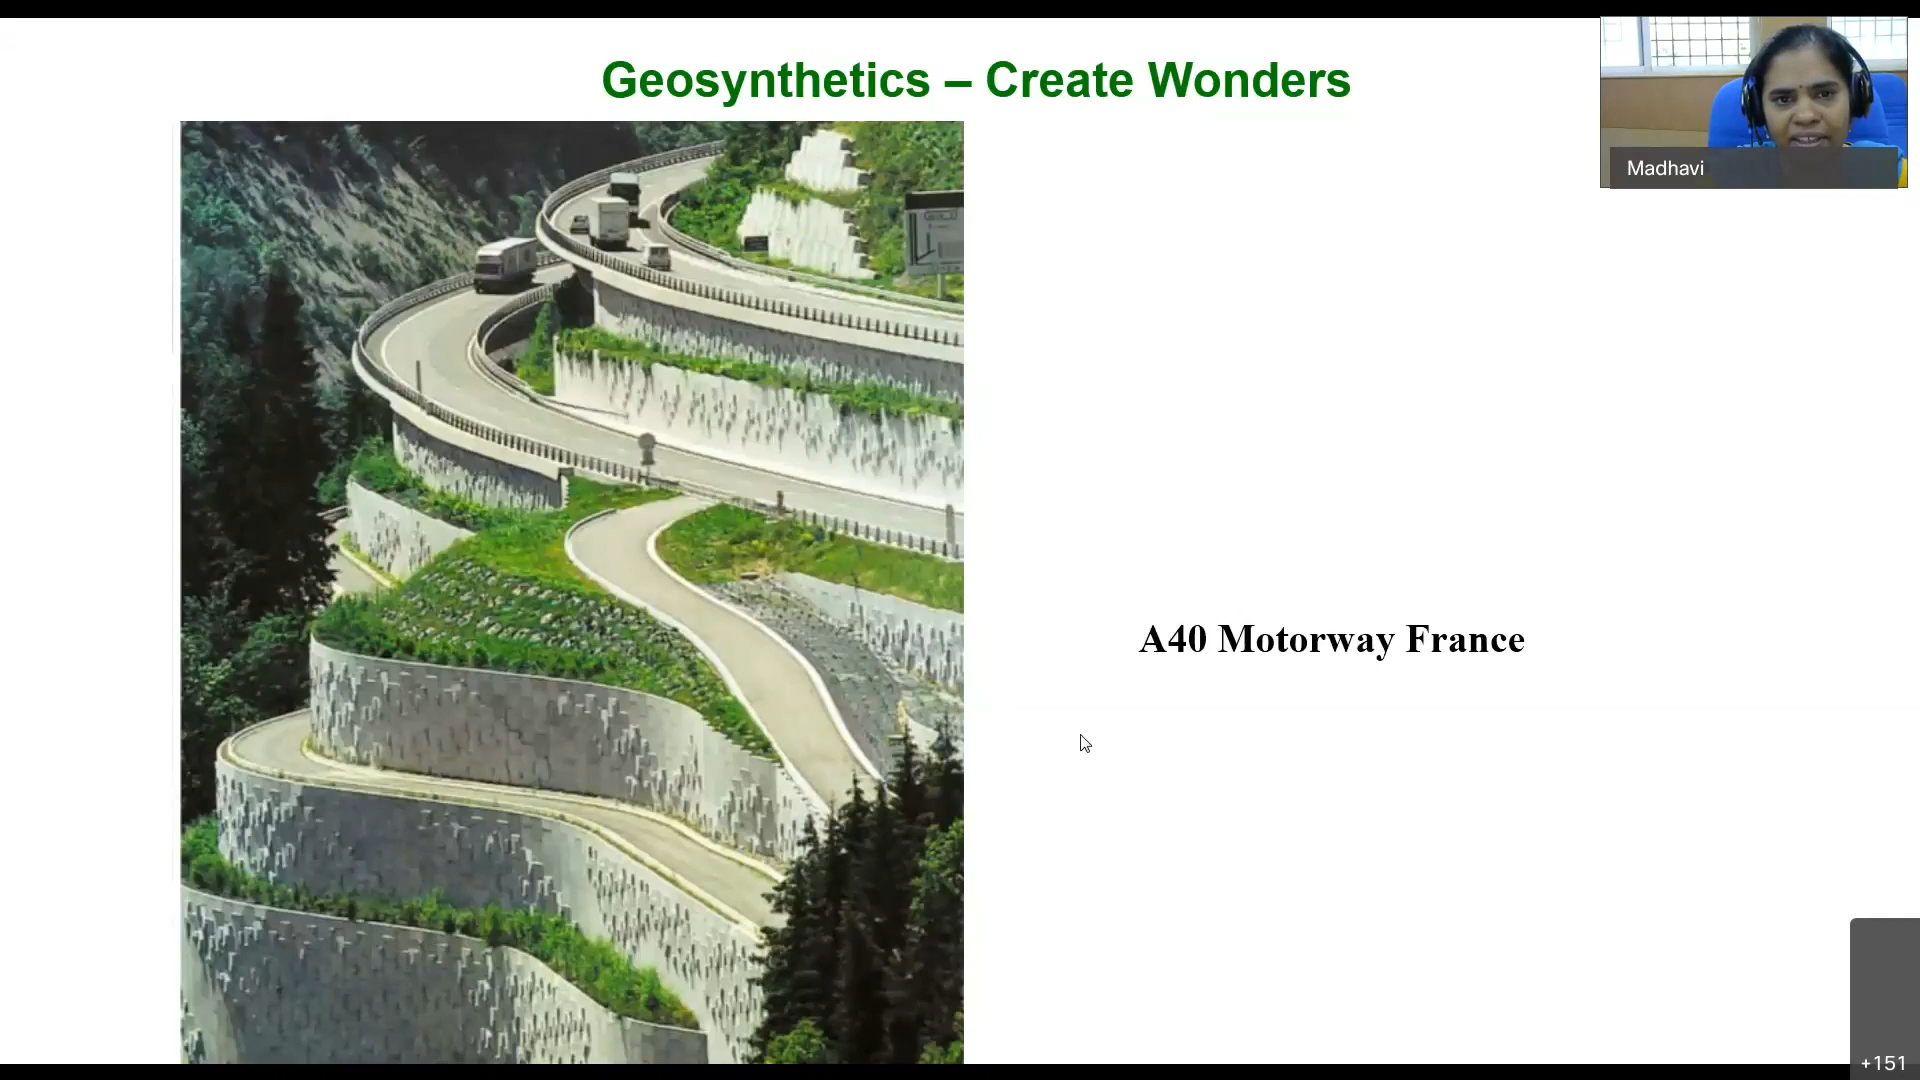 Geosynthetics – Create Wonders
Madhavi
A40 Motorway France
+151